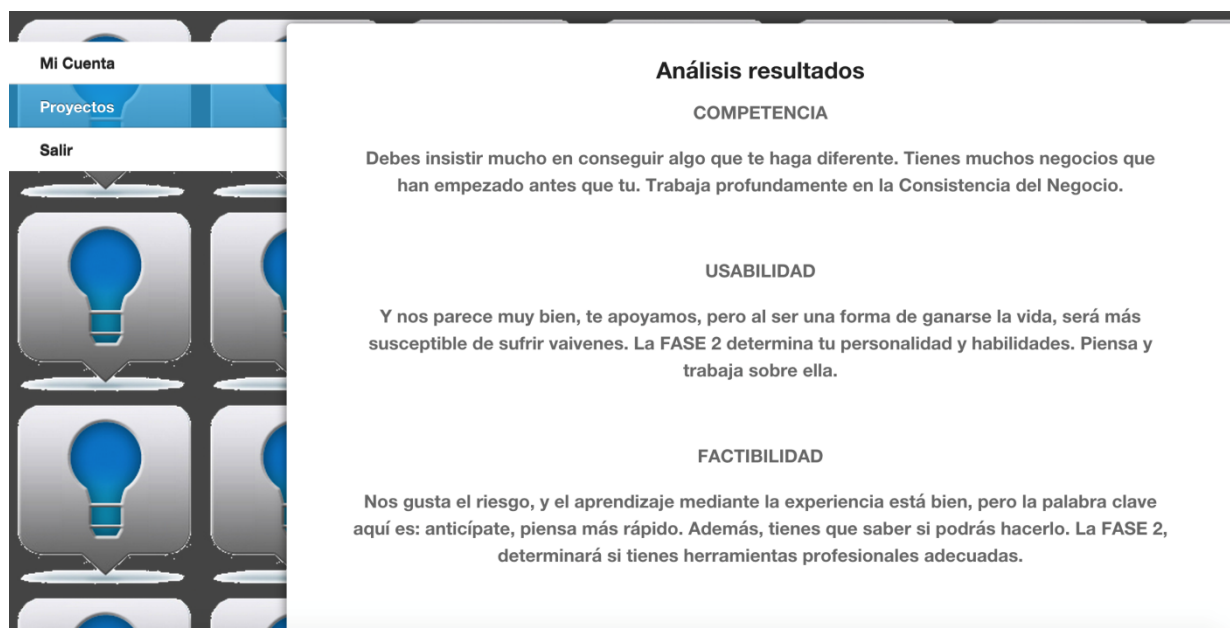 Mi Cuenta
Proyectos
Salir
Análisis resultados
COMPETENCIA
Debes insistir mucho en conseguir algo que te haga diferente. Tienes muchos negocios que
han empezado antes que tu. Trabaja profundamente en la Consistencia del Negocio.
USABILIDAD
Y nos parece muy bien, te apoyamos, pero al ser una forma de ganarse la vida, será más
susceptible de sufrir vaivenes. La FASE 2 determina tu personalidad y habilidades. Piensa y
trabaja sobre ella.
FACTIBILIDAD
Nos gusta el riesgo, y el aprendizaje mediante la experiencia está bien, pero la palabra clave
aquí es: anticípate, piensa más rápido. Además, tienes que saber si podrás hacerlo. La FASE 2,
determinará si tienes herramientas profesionales adecuadas.